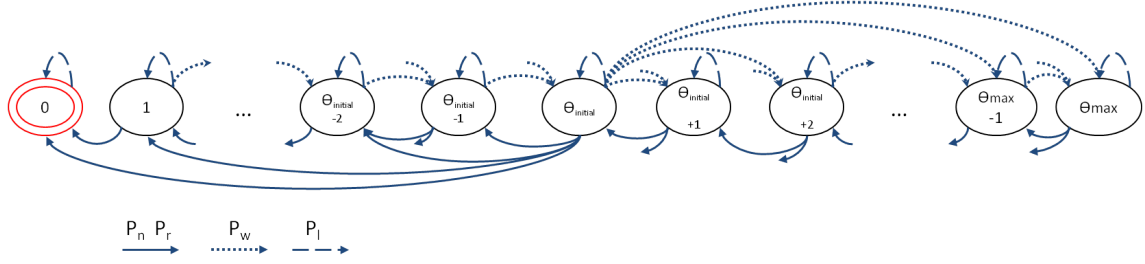 0
1
...
ϴinitial
-2
ϴinitial
-1
ϴinitial
ϴinitial
+1
ϴinitial
+2
...
ϴmax
-1
ϴmax
Pn Pr
Pw
Pl